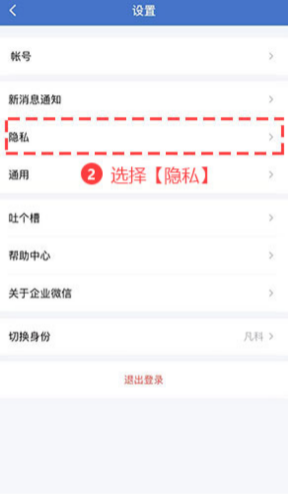 设置
帐号
新消息通知
隐私
通用
2 选择【隐私】
吐个槽
帮助中心
关于企业微信
切换身份 凡科
退出登录